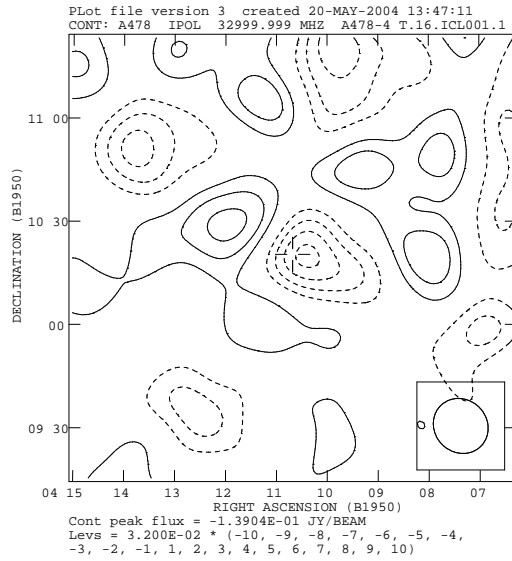 PLot file version 3 created 20-MAY-2004 13:47:11
CONT: A478 IPOL 32999.999 MHZ A478-4 T.16.ICL001.1
DECLINATION (B1950)
11 00
10 30
00
09 30
04 15 14 13 12 11 10 09 08 07
RIGHT ASCENSION (B1950)
Cont peak flux = -1.3904E-01 JY/BEAM
Levs = 3.200E-02 * (-10, -9, -8, -7, -6, -5, -4,
-3, -2, -1, 1, 2, 3, 4, 5, 6, 7, 8, 9, 10)